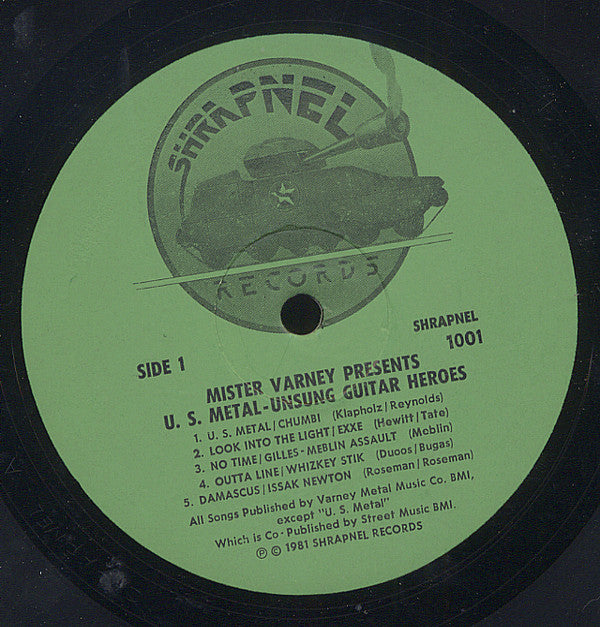 SHRAPNEL
RECORDS
SIDE 1
SHRAPNEL
1001
MISTER VARNEY PRESENTS
U. S. METAL-UNSUNG GUITAR HEROES
1. U. S. METAL/CHUMBI (Klapholz/Reynolds)
2. LOOK INTO THE LIGHT/EXXE (Hewitt/Tate)
3. NO TIME/GILLES-MEBLIN ASSAULT (Meblin)
4. OUTTA LINE/WHIZKEY STIK (Duoos/Bugas)
5. DAMASCUS/ISSAK NEWTON (Roseman/Roseman)
All Songs Published by Varney Metal Music Co. BMI,
except "U. S. Metal"
Which is Co-Published by Street Music BMI.
Ⓟ © 1981 SHRAPNEL RECORDS